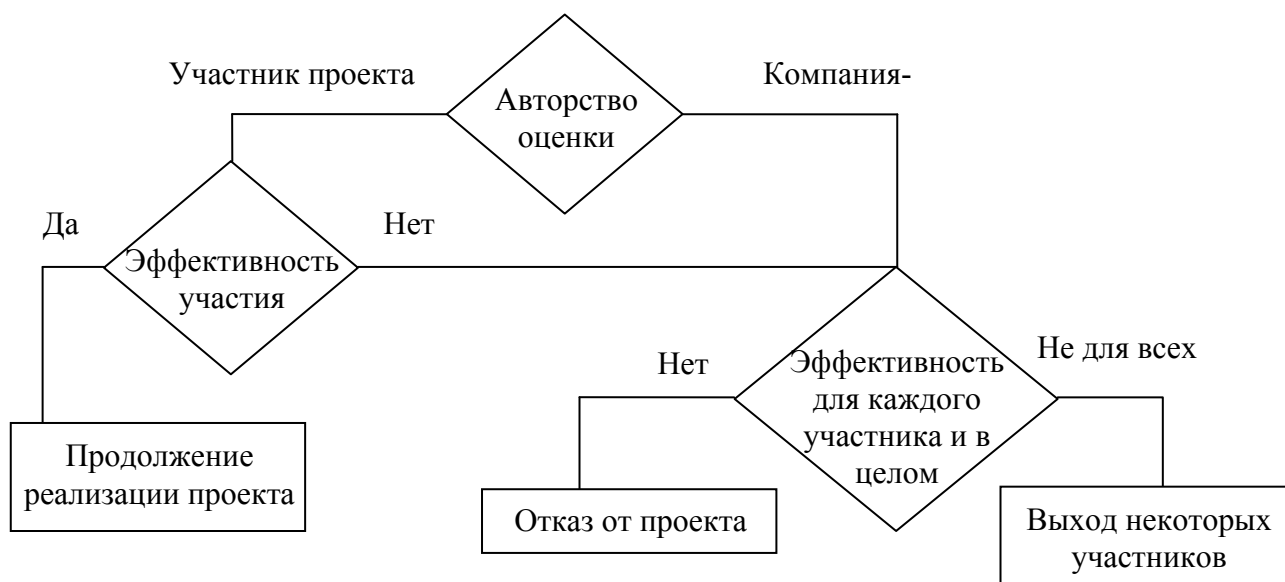 Участник проекта
Компания-
Авторство
оценки
Да
Нет
Эффективность
участия
Не для всех
Нет
Эффективность
для каждого
участника и в
целом
Продолжение
реализации проекта
Отказ от проекта
Выход некоторых
участников